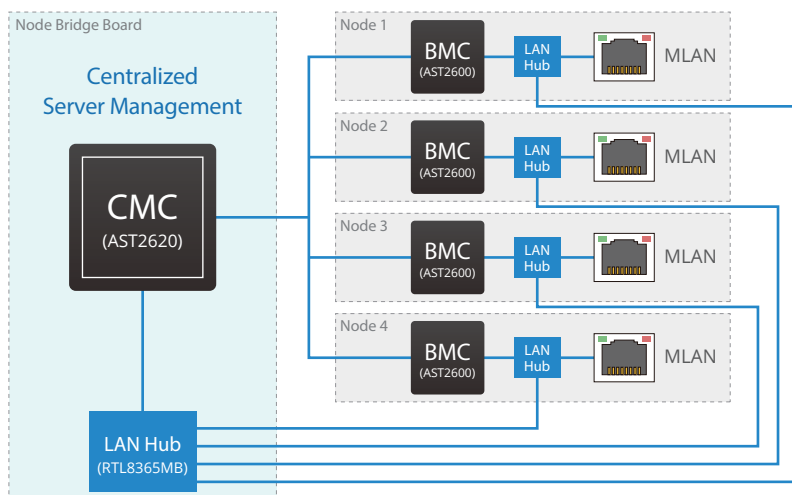 Node Bridge Board
Centralized
Server Management
CMC
(AST2620)
LAN Hub
(RTL8365MB)
Node 1
BMC
(AST2600)
LAN
Hub
MLAN
Node 2
BMC
(AST2600)
LAN
Hub
MLAN
Node 3
BMC
(AST2600)
LAN
Hub
MLAN
Node 4
BMC
(AST2600)
LAN
Hub
MLAN